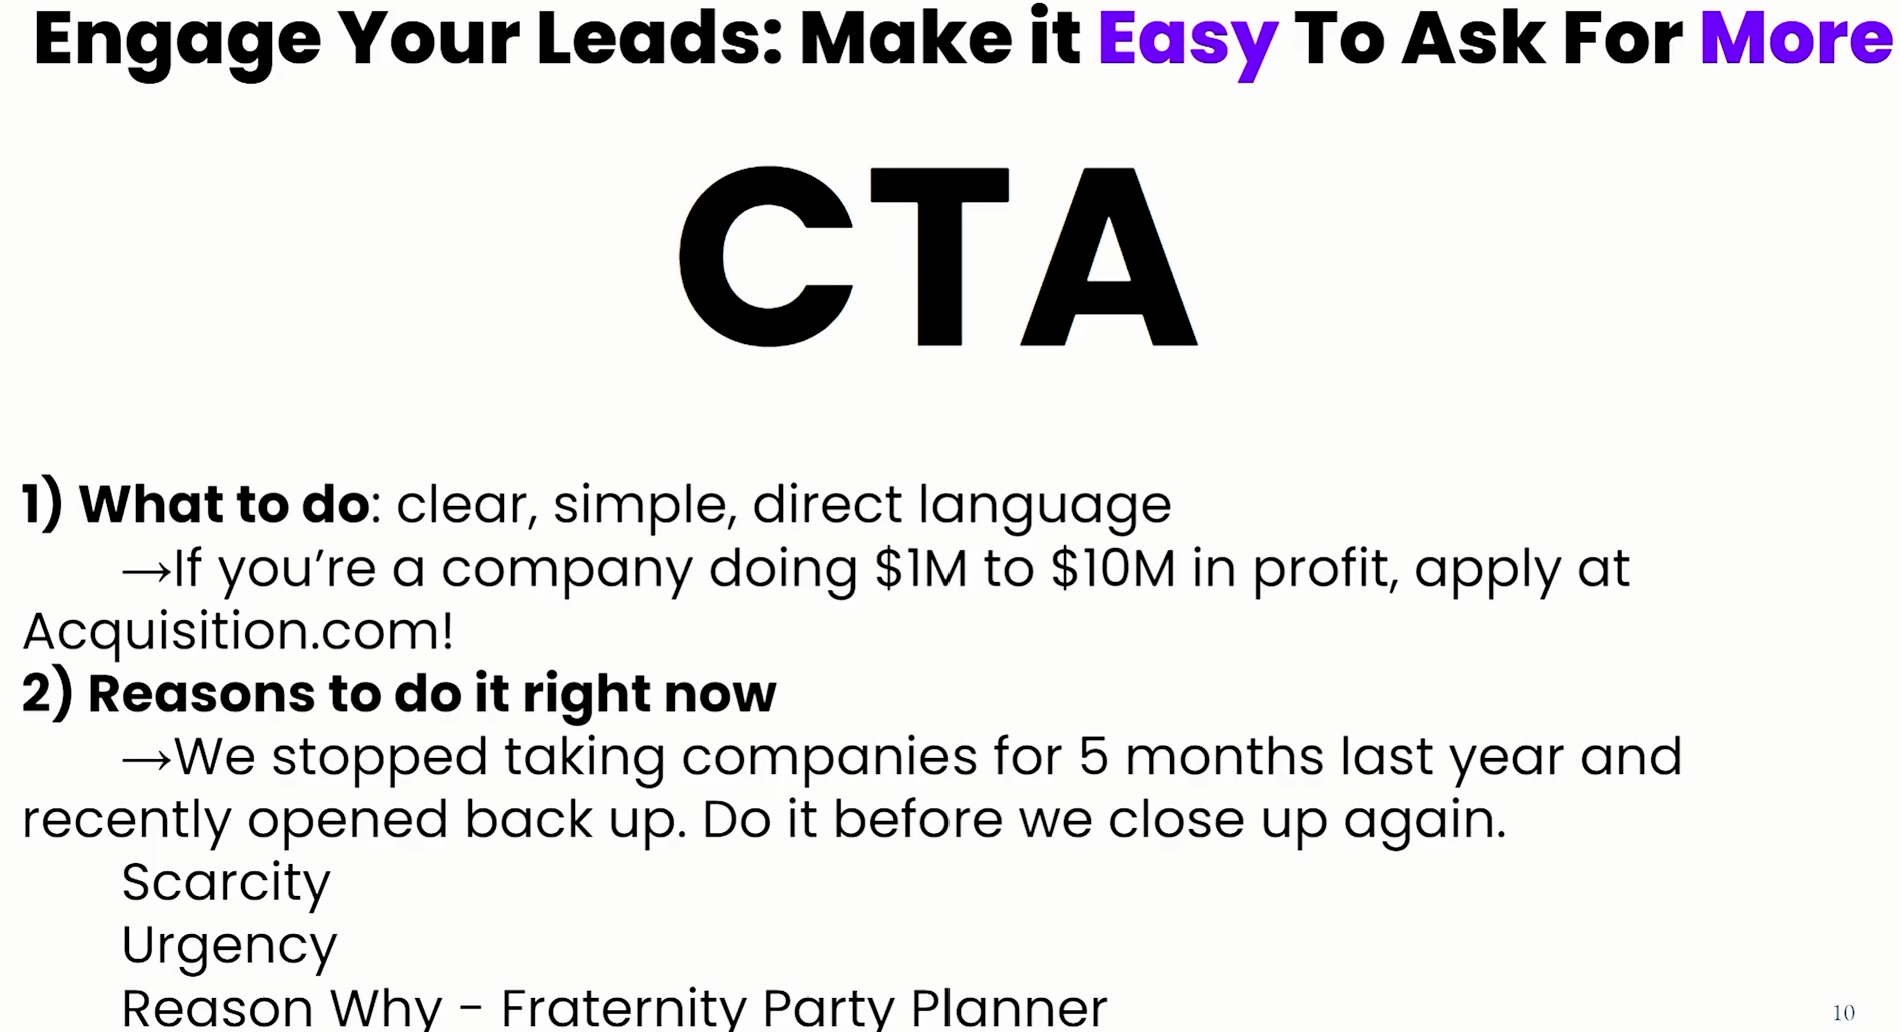 Engage Your Leads: Make it Easy To Ask For More
CTA
1) What to do: clear, simple, direct language
→If you’re a company doing $1M to $10M in profit, apply at
Acquisition.com!
2) Reasons to do it right now
→We stopped taking companies for 5 months last year and
recently opened back up. Do it before we close up again.
Scarcity
Urgency
Reason Why - Fraternity Party Planner
10